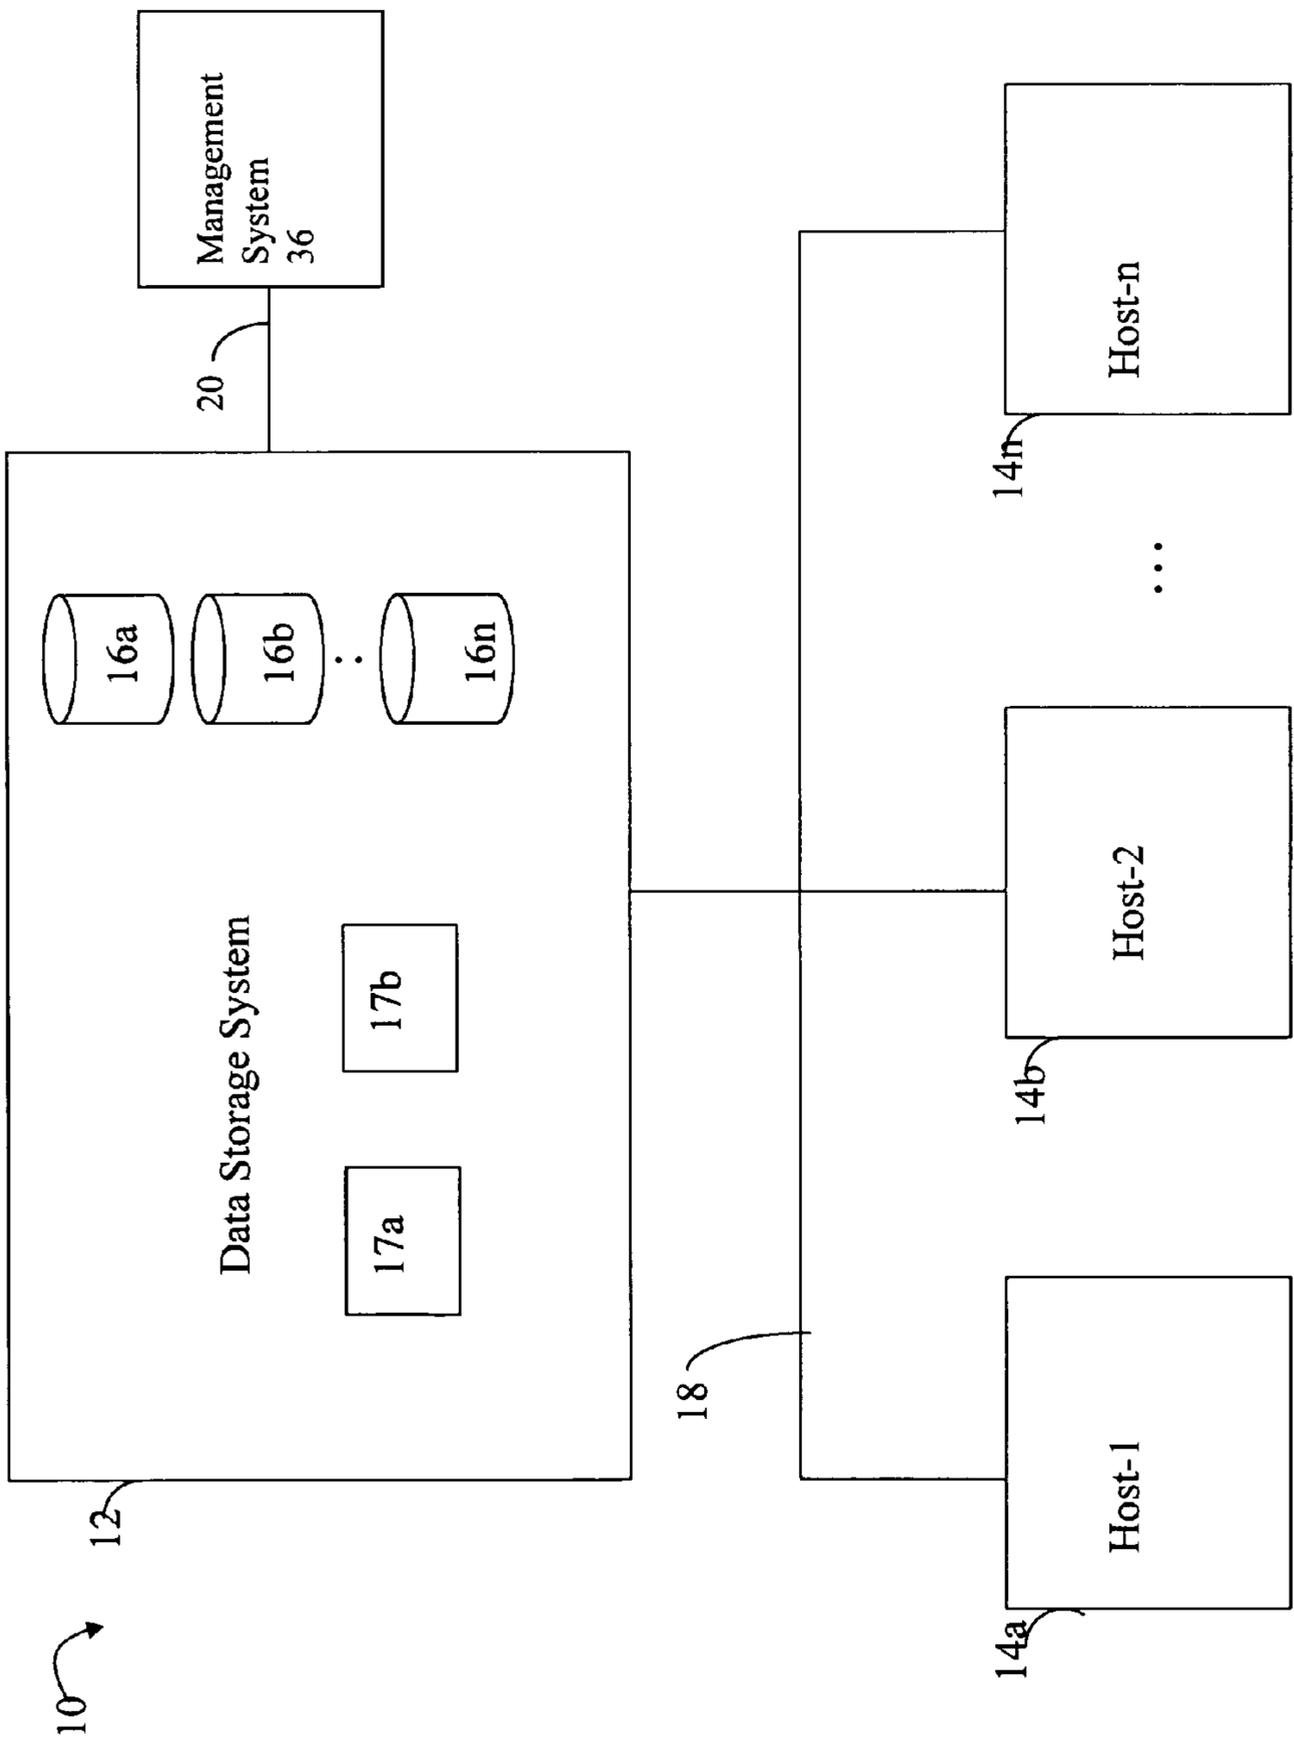 10
12
Data Storage System
16a
16b
:
16n
17a
17b
20
Management
System
36
18
14a
Host-1
14b
Host-2
...
14n
Host-n